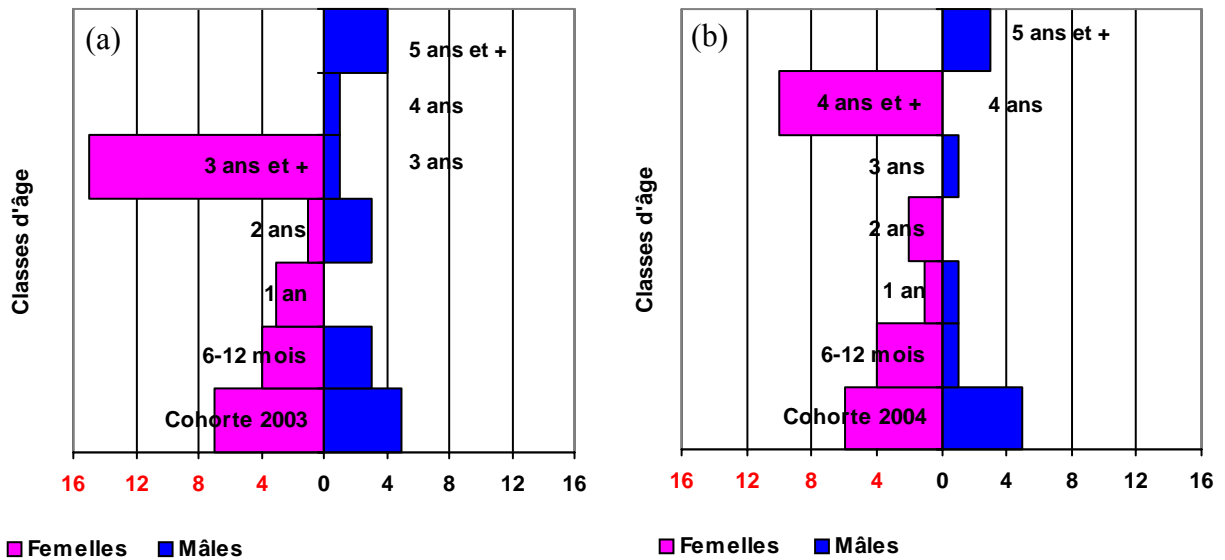 (a)
5 ans et +
4 ans
3 ans et +
3 ans
2 ans
1 an
6-12 mois
Cohorte 2003
Classes d'âge
16 12 8 4 0 4 8 12 16
Femelles Mâles
(b)
5 ans et +
4 ans et +
4 ans
3 ans
2 ans
1 an
6-12 mois
Cohorte 2004
Classes d'âge
16 12 8 4 0 4 8 12 16
Femelles Mâles